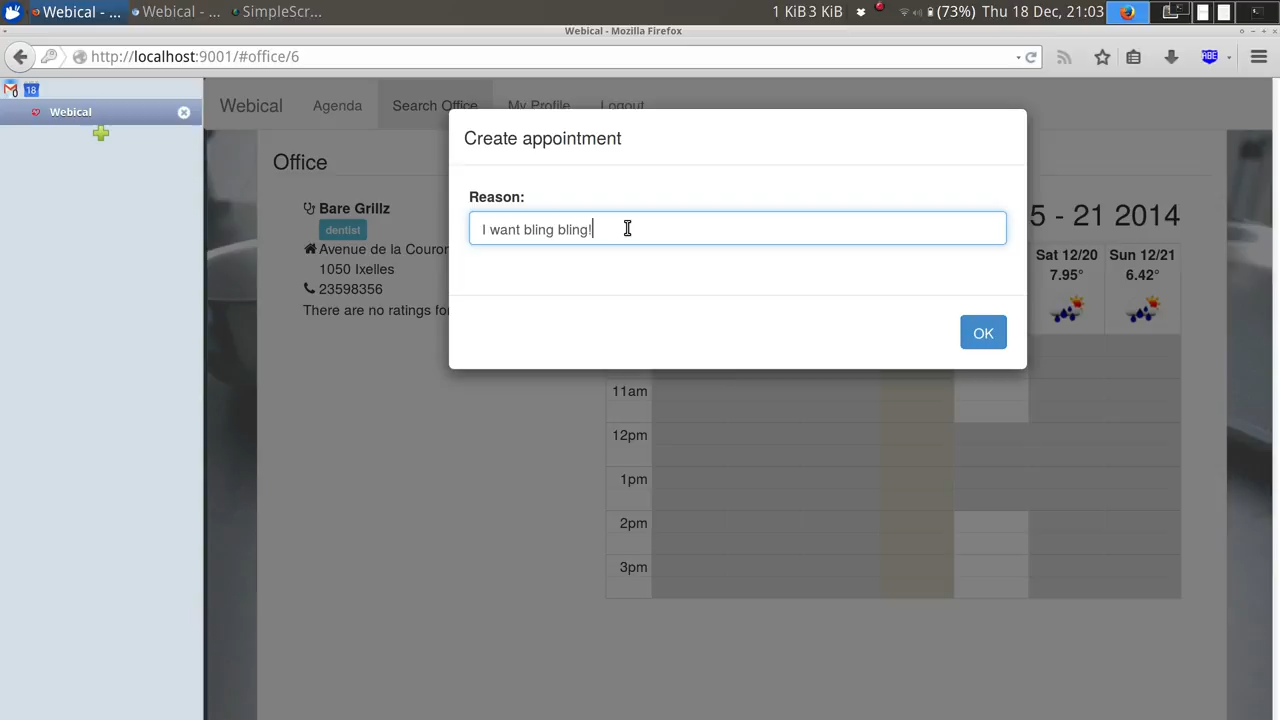 Webical - ...
Webical - ...
SimpleScr...
1 KiB 3 KiB
(73%)
Thu 18 Dec, 21:03
Webical - Mozilla Firefox
http://localhost:9001/#office/6
ABE
18
Webical
Webical
Agenda
Search Office
My Profile
Logout
Create appointment
Reason:
I want bling bling!
OK
Office
Bare Grillz
dentist
Avenue de la Couron
1050 Ixelles
23598356
There are no ratings for
5 - 21 2014
Sat 12/20
7.95°
Sun 12/21
6.42°
11am
12pm
1pm
2pm
3pm